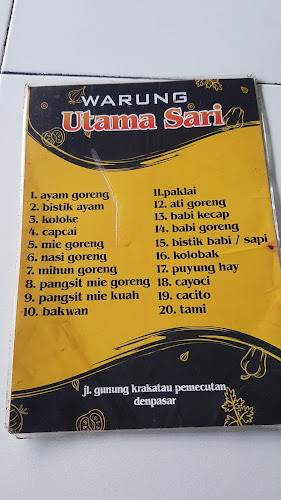 WARUNG
Utama Sari
1. ayam goreng
2. bistik ayam
3. koloke
4. capcai
5. mie goreng
6. nasi goreng
7. mihun goreng
8. pangsit mie goreng
9. pangsit mie kuah
10. bakwan
11.paklai
12. ati goreng
13. babi kecap
14. babi goreng
15. bistik babi / sapi
16. kolobak
17. puyung hay
18. cayoci
19. cacito
20. tami
jl. gunung krakatau pemecutan
denpasar